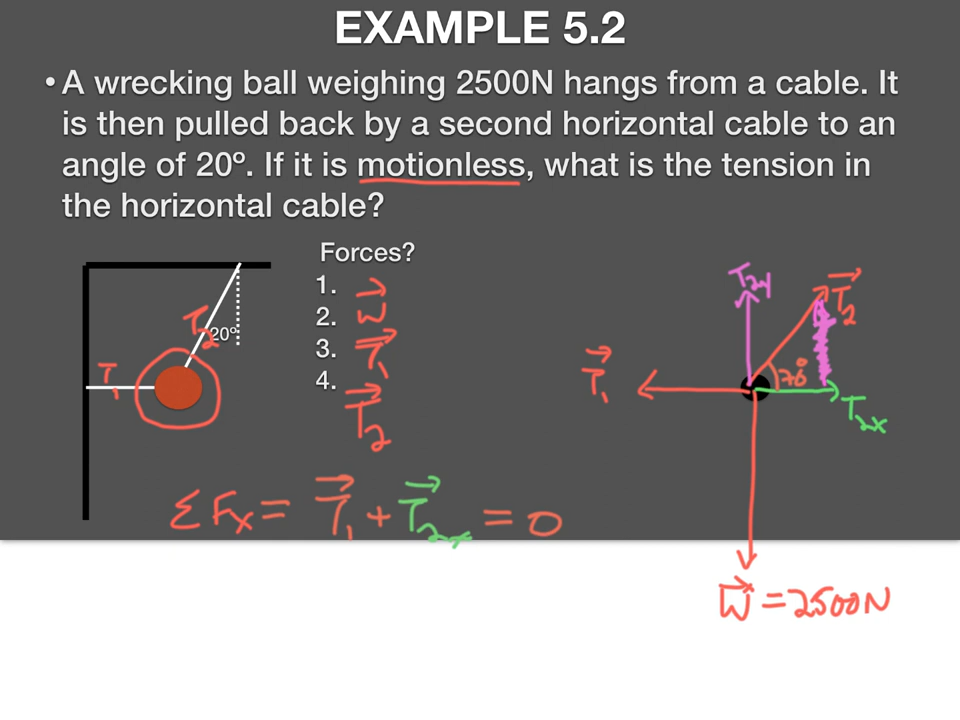 EXAMPLE 5.2
• A wrecking ball weighing 2500N hangs from a cable. It
is then pulled back by a second horizontal cable to an
angle of 20º. If it is motionless, what is the tension in
the horizontal cable?
Forces?
1.
2. W
3. T₁
4. T₂
T₂
20º
T₁
T₂y
T₂
T₁
70°
T₂x
ΣFx = T₁ + T₂x = 0
W = 2500N